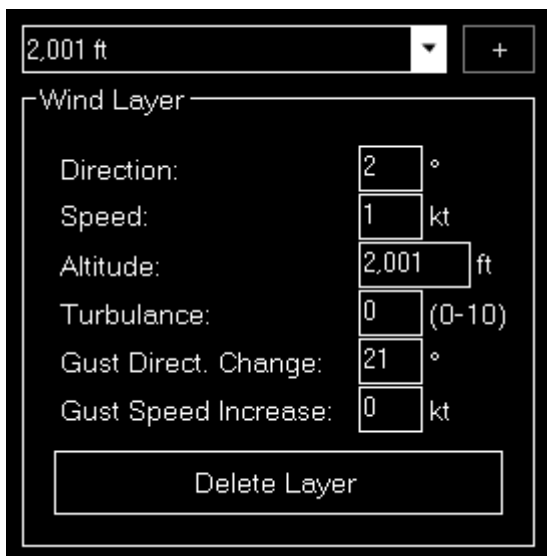 2,001 ft +
Wind Layer
Direction: 2 °
Speed: 1 kt
Altitude: 2,001 ft
Turbulance: 0 (0-10)
Gust Direct. Change: 21 °
Gust Speed Increase: 0 kt
Delete Layer